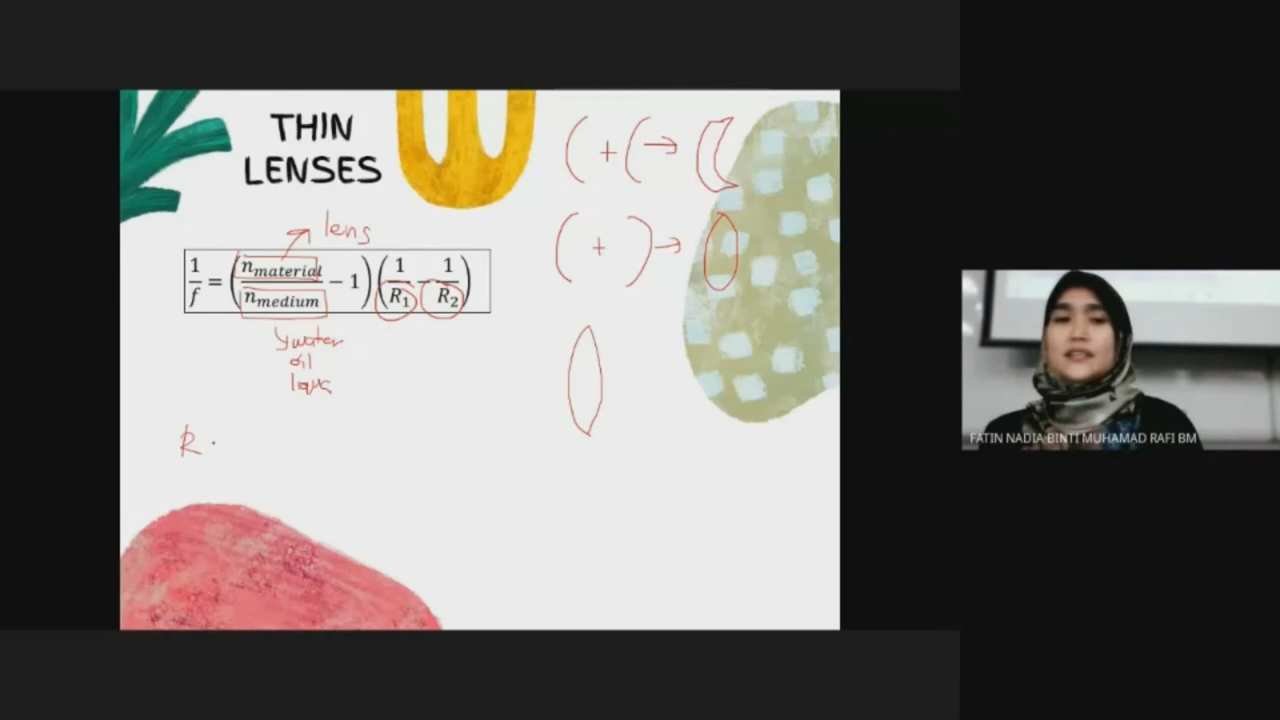 THIN
LENSES
lens
1/f = (n_material/n_medium − 1)(1/R₁ − 1/R₂)
water
oil
R.
( + ( →
( + ) →
FATIN NADIA BINTI MUHAMAD RAFI BM